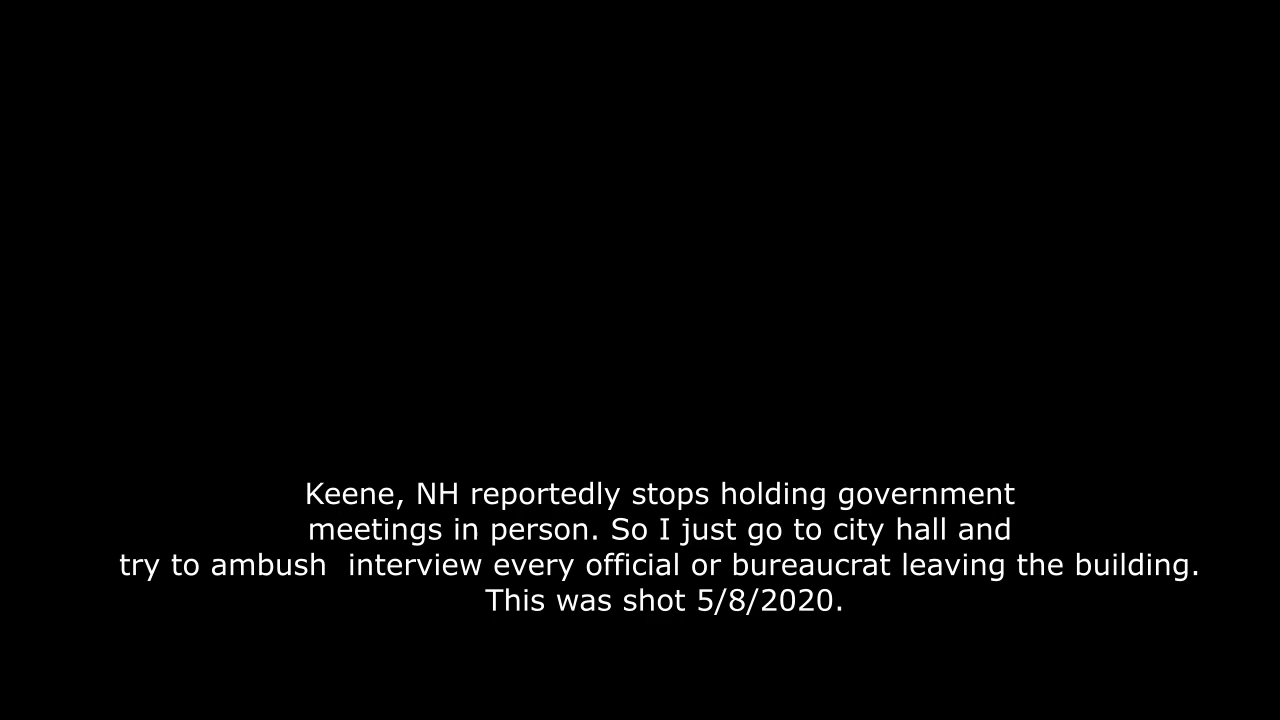 Keene, NH reportedly stops holding government
meetings in person. So I just go to city hall and
try to ambush  interview every official or bureaucrat leaving the building.
This was shot 5/8/2020.